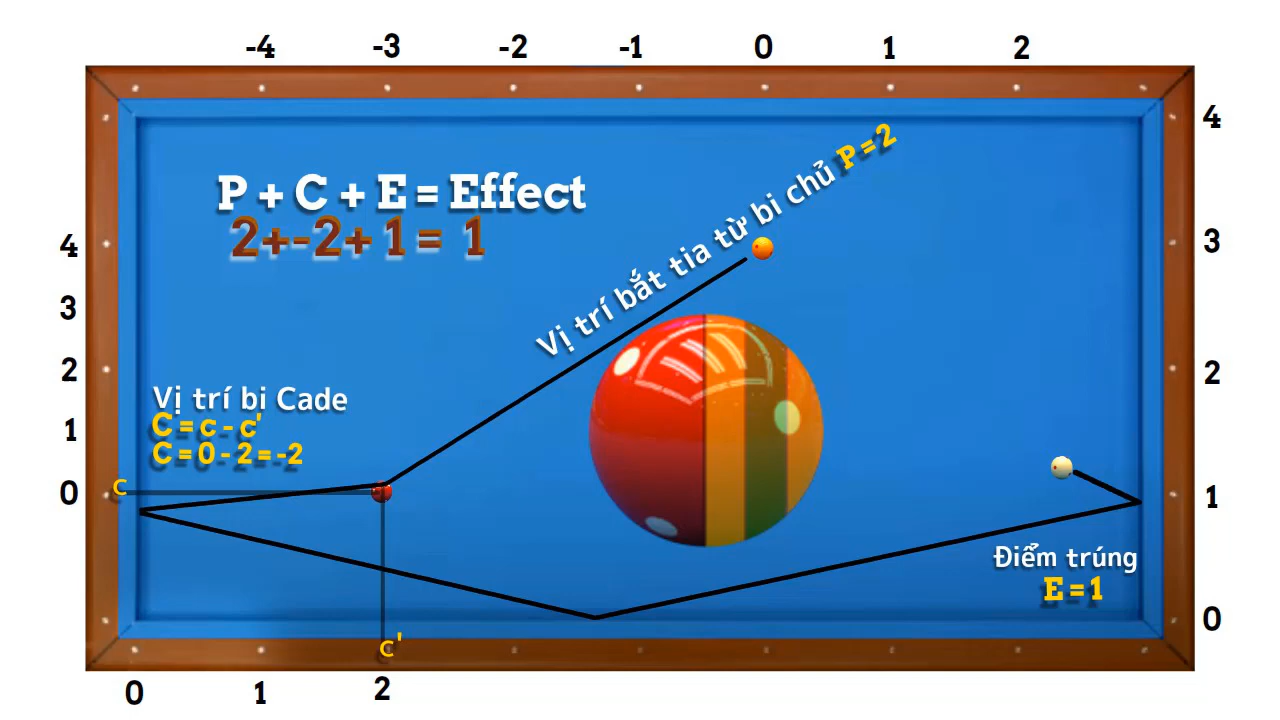 -4 -3 -2 -1 0 1 2
4
Vị trí bắt tia từ bi chủ P=2
P + C + E = Effect
2+-2+ 1 = 1
4
3
3
2
2
Vị trí bi Cade
C = c - c'
C = 0 - 2 = -2
1
c
0
1
Điểm trúng
E = 1
0
c'
0 1 2